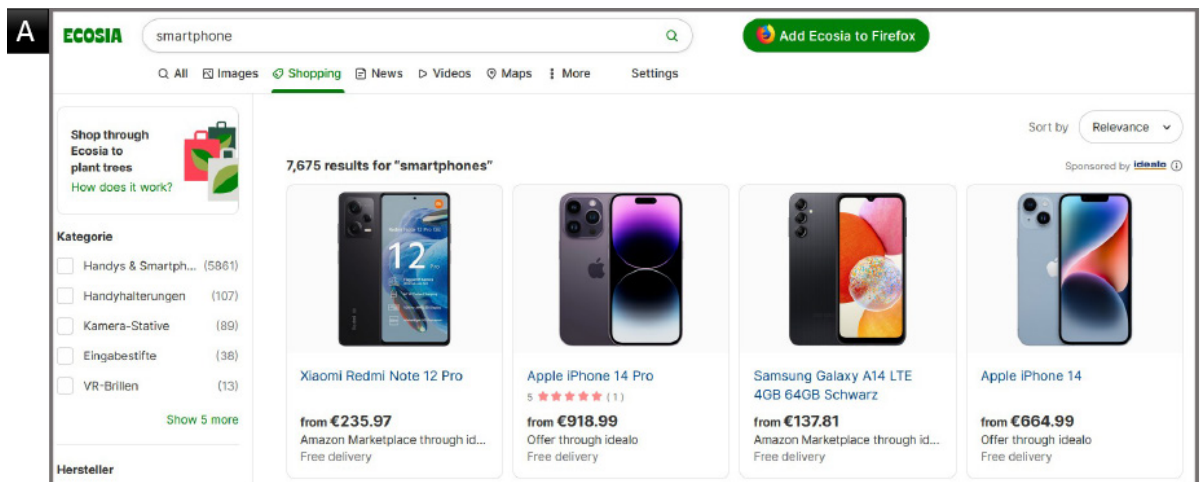 A
ECOSIA
smartphone
Add Ecosia to Firefox
All Images Shopping News Videos Maps More Settings
Shop through
Ecosia to
plant trees
How does it work?
Sort by Relevance
7,675 results for "smartphones"
Sponsored by idealo
Kategorie
Handys & Smartph... (5861)
Handyhalterungen (107)
Kamera-Stative (89)
Eingabestifte (38)
VR-Brillen (13)
Show 5 more
Hersteller
12
Xiaomi Redmi Note 12 Pro
from €235.97
Amazon Marketplace through id...
Free delivery
Apple iPhone 14 Pro
5 (1)
from €918.99
Offer through idealo
Free delivery
Samsung Galaxy A14 LTE
4GB 64GB Schwarz
from €137.81
Amazon Marketplace through id...
Free delivery
Apple iPhone 14
from €664.99
Offer through idealo
Free delivery